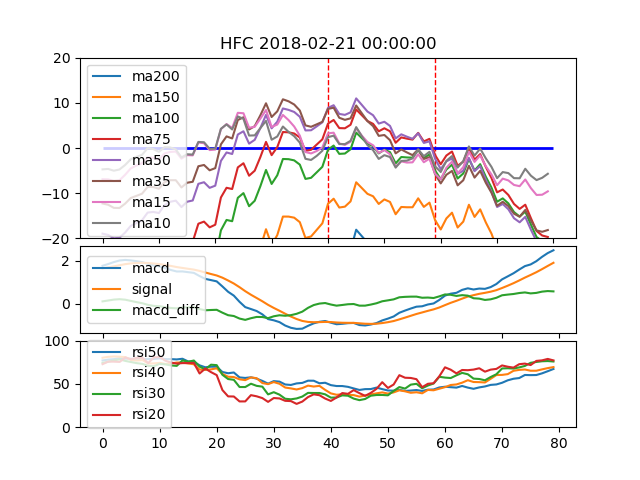 HFC 2018-02-21 00:00:00
20
10
0
−10
−20
ma200
ma150
ma100
ma75
ma50
ma35
ma15
ma10
2
0
macd
signal
macd_diff
100
50
0
rsi50
rsi40
rsi30
rsi20
0 10 20 30 40 50 60 70 80